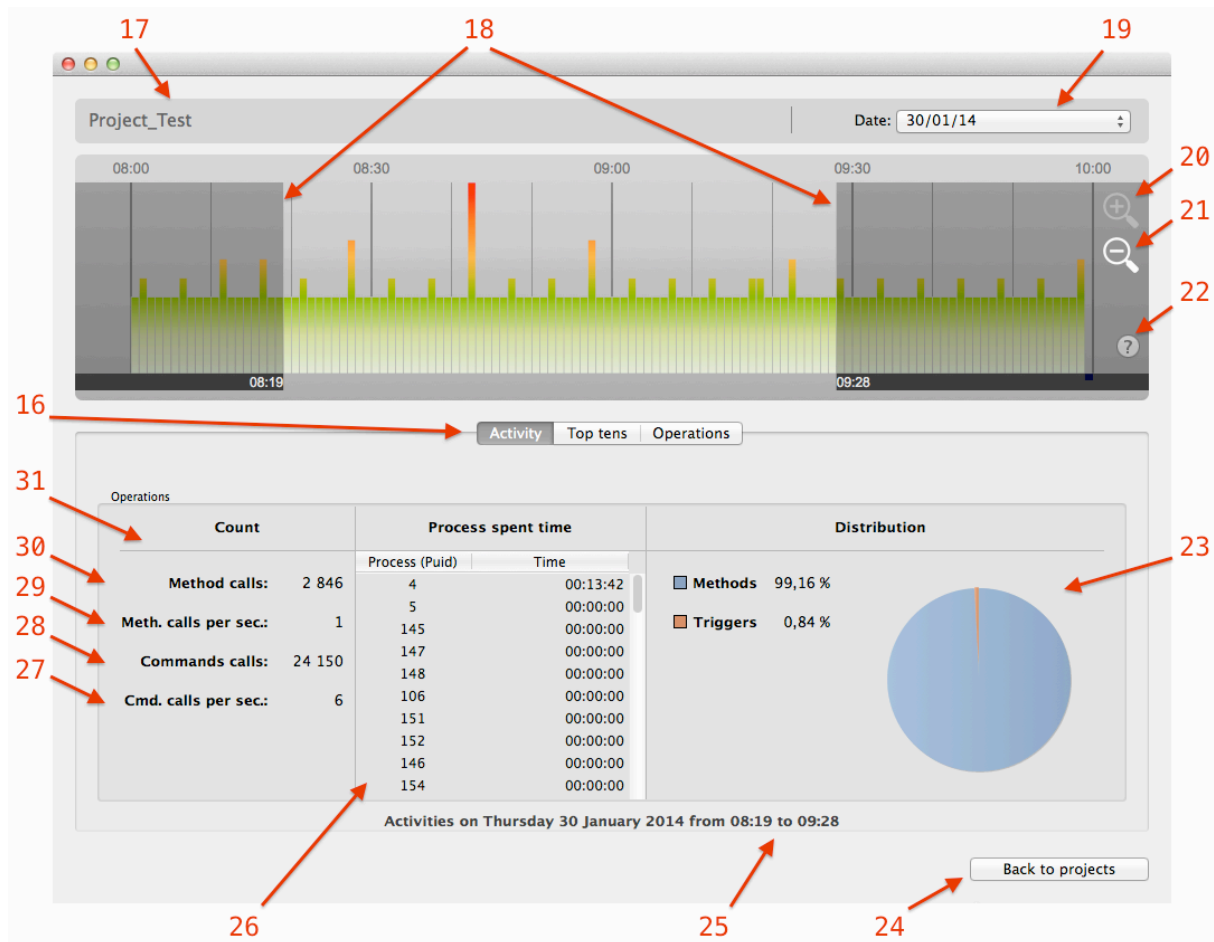 17 18 19
Project_Test Date: 30/01/14
20
08:00 08:30 09:00 09:30 10:00
21
22
?
08:19 09:28
16
Activity Top tens Operations
31
Operations
Count Process spent time Distribution
30 23
Process (Puid) Time
Method calls: 2 846 4 00:13:42 Methods 99,16 %
29
5 00:00:00
Meth. calls per sec.: 1 145 00:00:00 Triggers 0,84 %
28
147 00:00:00
Commands calls: 24 150 148 00:00:00
27
106 00:00:00
Cmd. calls per sec.: 6
151 00:00:00
152 00:00:00
146 00:00:00
154 00:00:00
Activities on Thursday 30 January 2014 from 08:19 to 09:28
Back to projects
26 25 24